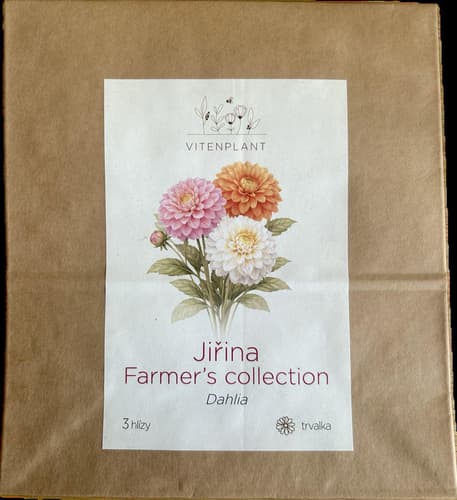 VITENPLANT
Jiřina
Farmer's collection
Dahlia
3 hlízy
trvalka